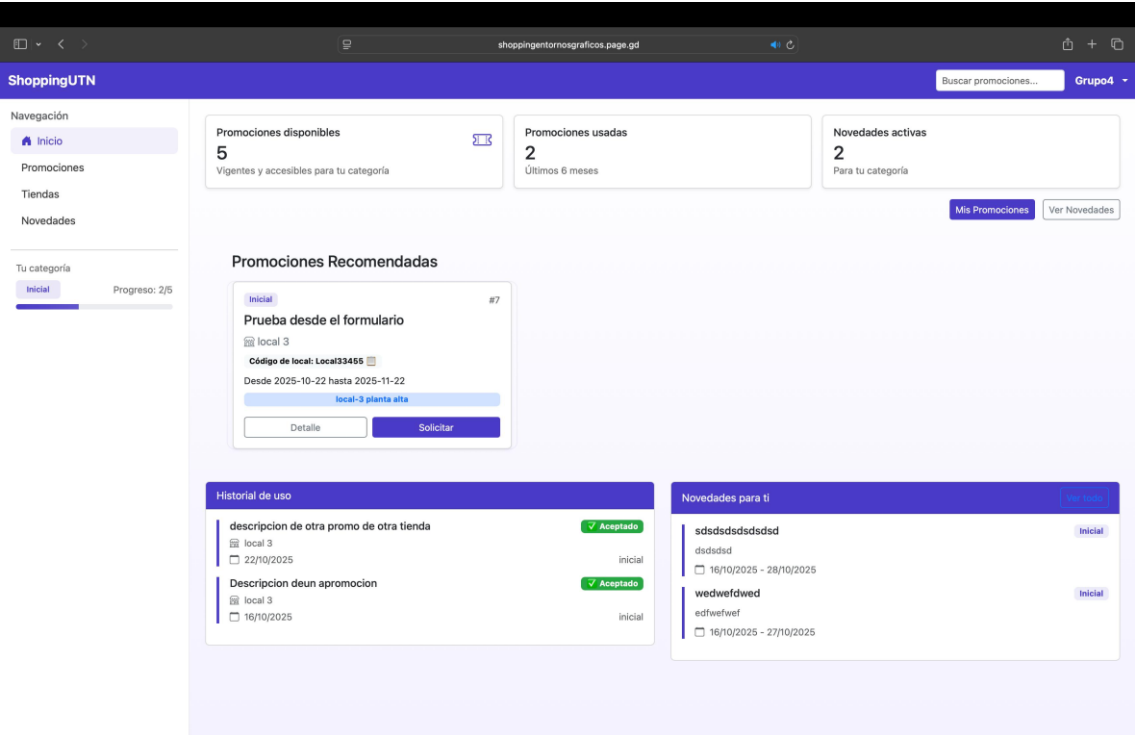 shoppingentornosgraficos.page.gd
ShoppingUTN
Buscar promociones...
Grupo4
Navegación
Inicio
Promociones
Tiendas
Novedades
Tu categoría
Inicial
Progreso: 2/5
Promociones disponibles
5
Vigentes y accesibles para tu categoría
Promociones usadas
2
Últimos 6 meses
Novedades activas
2
Para tu categoría
Mis Promociones
Ver Novedades
Promociones Recomendadas
Inicial
#7
Prueba desde el formulario
local 3
Código de local: Local33455
Desde 2025-10-22 hasta 2025-11-22
local-3 planta alta
Detalle
Solicitar
Historial de uso
descripcion de otra promo de otra tienda
Aceptado
local 3
22/10/2025
inicial
Descripcion deun apromocion
Aceptado
local 3
16/10/2025
inicial
Novedades para ti
Ver todo
sdsdsdsdsdsdsd
Inicial
dsdsdsd
16/10/2025 - 28/10/2025
wedwefdwed
Inicial
edfwefwef
16/10/2025 - 27/10/2025